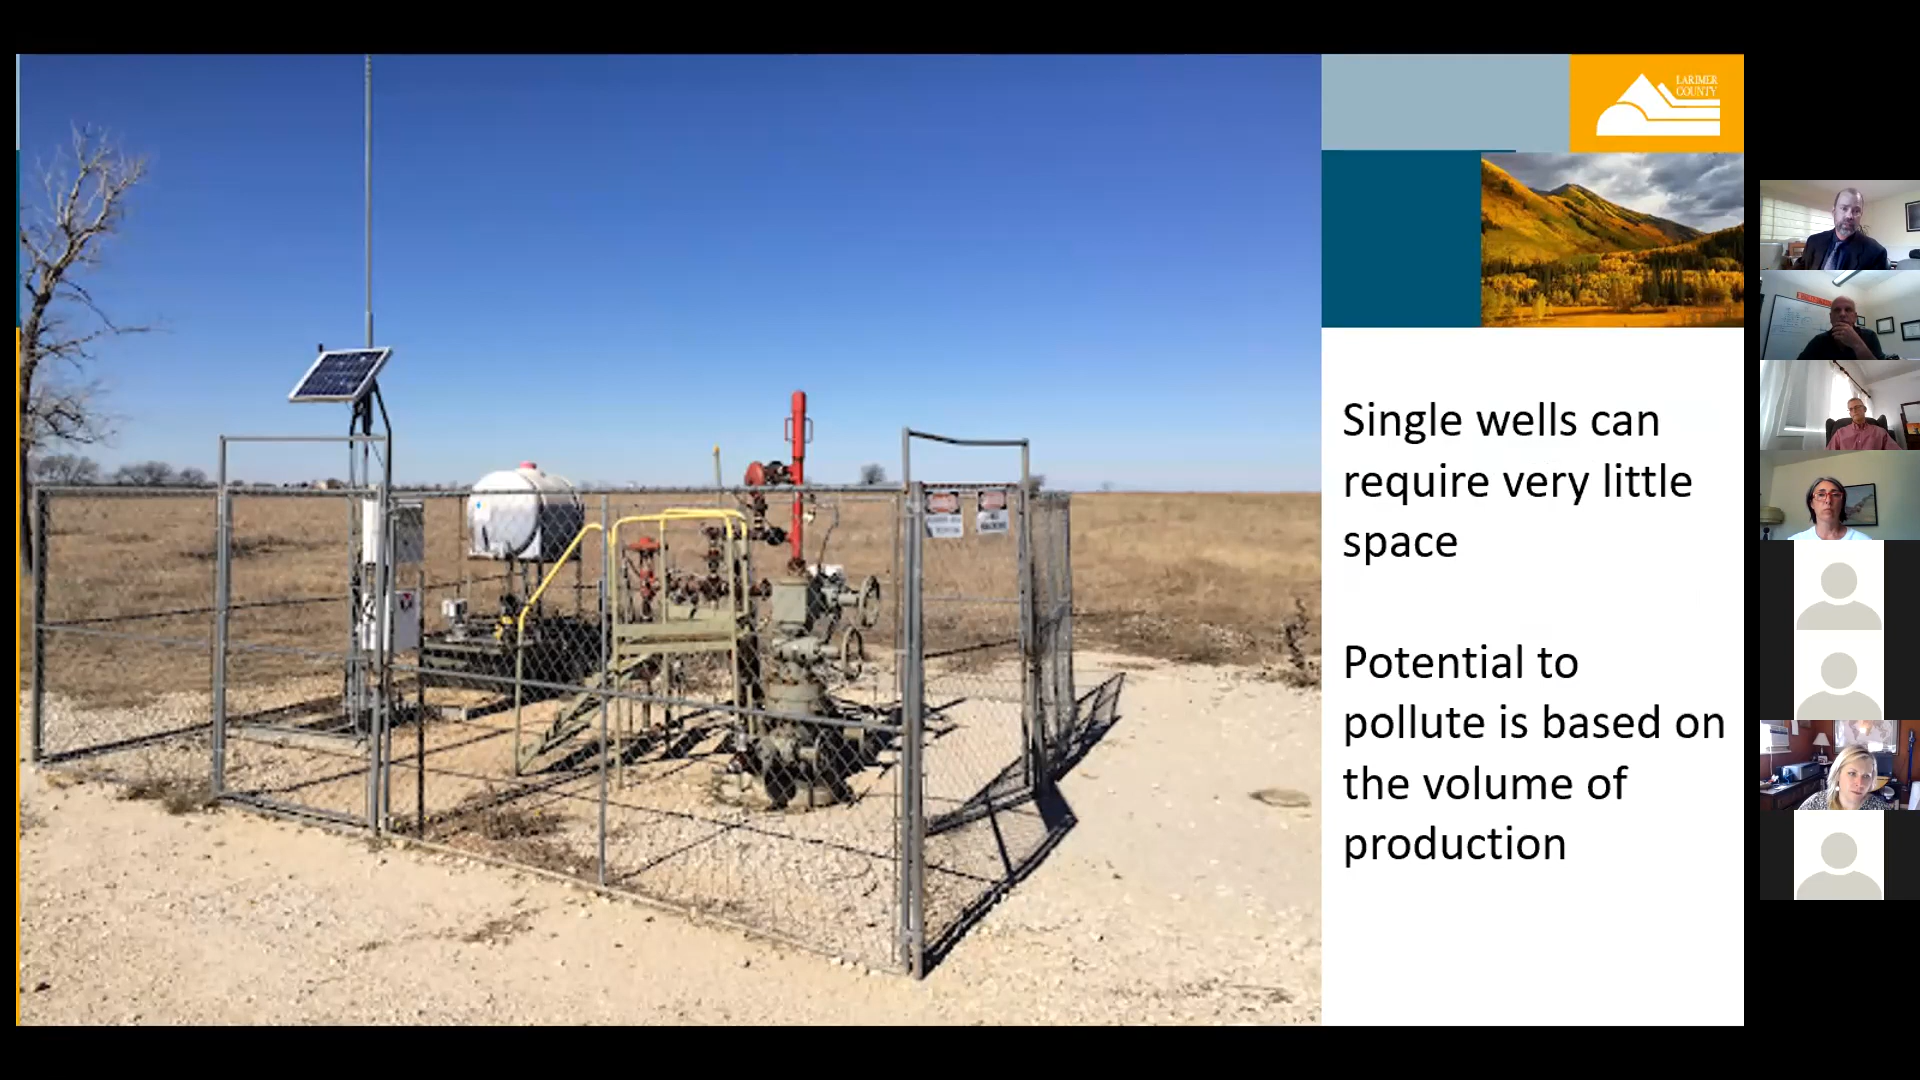 LARIMER
COUNTY
Single wells can
require very little
space
Potential to
pollute is based on
the volume of
production